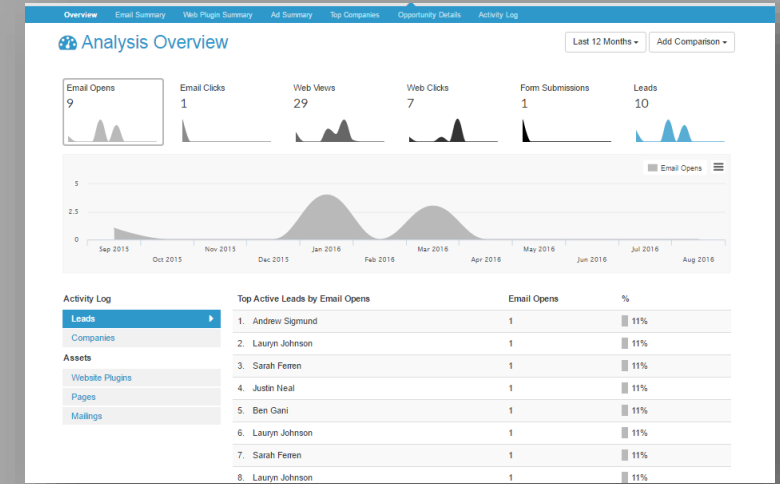 Overview Email Summary Web Plugin Summary Ad Summary Top Companies Opportunity Details Activity Log
Analysis Overview
Last 12 Months
Add Comparison
Email Opens Email Clicks Web Views Web Clicks Form Submissions Leads
9 1 29 7 1 10
Email Opens
5
2.5
0
Sep 2015 Nov 2015 Jan 2016 Mar 2016 May 2016 Jul 2016
Oct 2015 Dec 2015 Feb 2016 Apr 2016 Jun 2016 Aug 2016
Activity Log
Leads
Companies
Assets
Website Plugins
Pages
Mailings
Top Active Leads by Email Opens Email Opens %
1. Andrew Sigmund 1 11%
2. Lauryn Johnson 1 11%
3. Sarah Ferren 1 11%
4. Justin Neal 1 11%
5. Ben Gani 1 11%
6. Lauryn Johnson 1 11%
7. Sarah Ferren 1 11%
8. Lauryn Johnson 1 11%